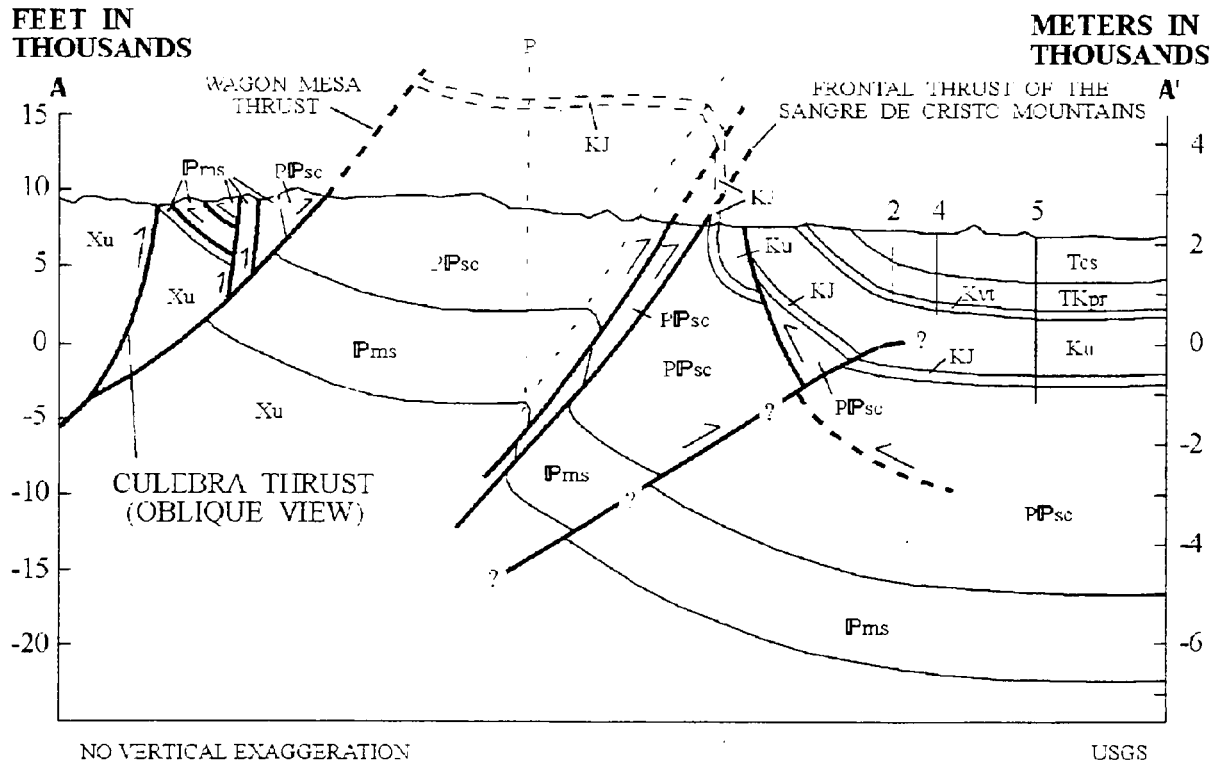 FEET IN
THOUSANDS
METERS IN
THOUSANDS
P
A
WAGON MESA
THRUST
FRONTAL THRUST OF THE
SANGRE DE CRISTO MOUNTAINS
A'
15
KJ
4
ℙms
PℙSc
10
KJ
2
4
5
Xu
Ku
2
Tcs
5
PℙSc
Xu
KJ
Kvt
TKpr
PℙSc
0
?
0
ℙms
PℙSc
KJ
Ku
PℙSc
-5
Xu
?
-2
CULEBRA THRUST
(OBLIQUE VIEW)
ℙms
-10
?
PℙSc
-15
?
-4
ℙms
-20
-6
NO VERTICAL EXAGGERATION
USGS